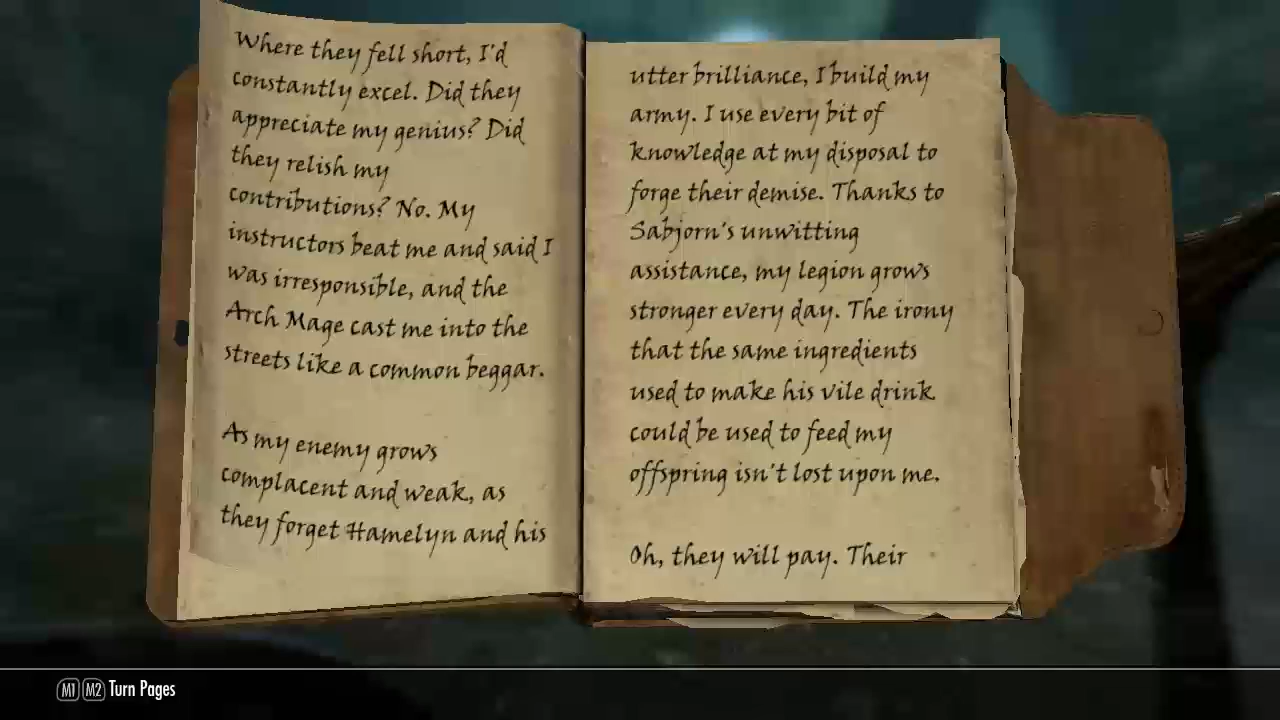 Where they fell short, I'd
constantly excel. Did they
appreciate my genius? Did
they relish my
contributions? No. My
instructors beat me and said I
was irresponsible, and the
Arch Mage cast me into the
streets like a common beggar.
As my enemy grows
complacent and weak, as
they forget Hamelyn and his
utter brilliance, I build my
army. I use every bit of
knowledge at my disposal to
forge their demise. Thanks to
Sabjorn's unwitting
assistance, my legion grows
stronger every day. The irony
that the same ingredients
used to make his vile drink
could be used to feed my
offspring isn't lost upon me.
Oh, they will pay. Their
M1 M2 Turn Pages